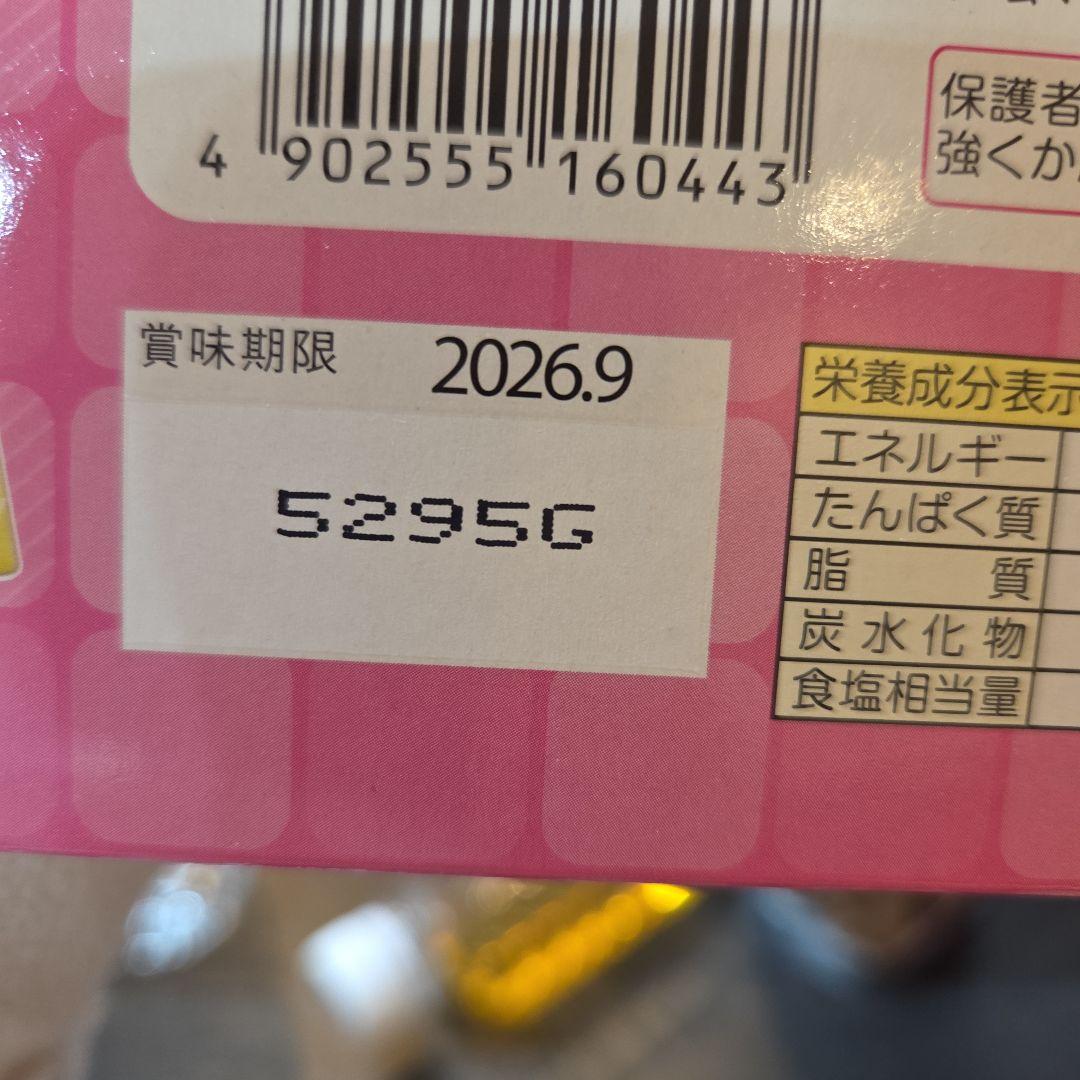 4 902555 160443
保護者
強くか
賞味期限 2026.9
5295G
栄養成分表示
エネルギー
たんぱく質
脂質
炭水化物
食塩相当量